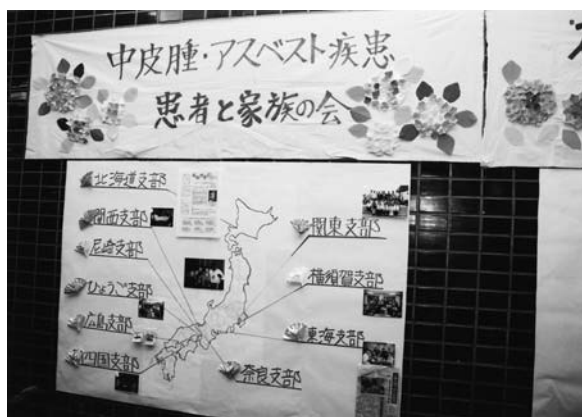 中皮腫・アスベスト疾患
患者と家族の会
北海道支部
関西支部
尼崎支部
ひょうご支部
広島支部
四国支部
関東支部
横須賀支部
東海支部
奈良支部